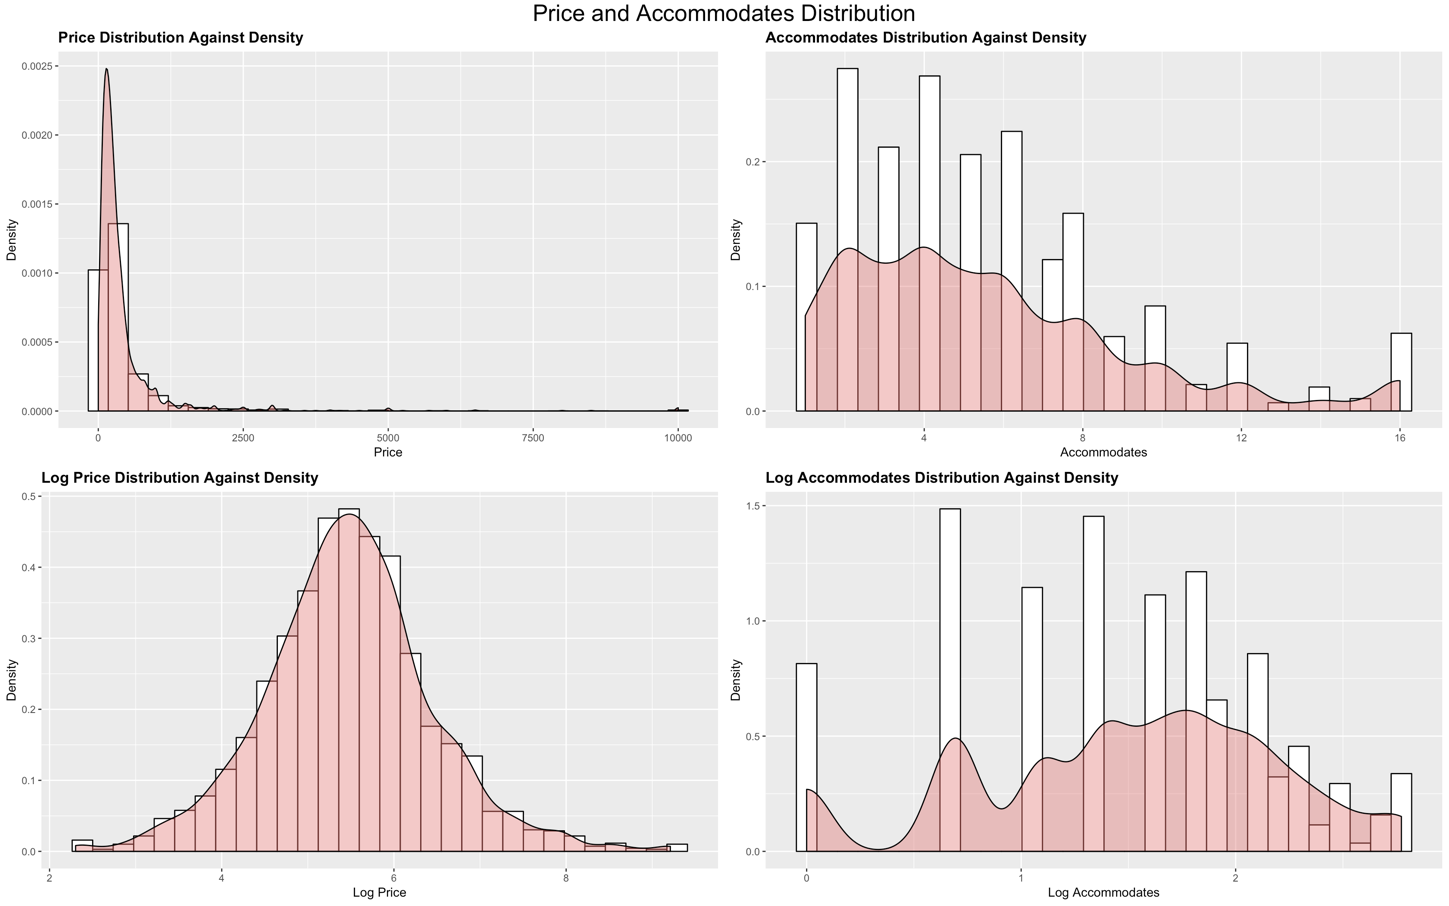 Price and Accommodates Distribution
Price Distribution Against Density
Density
0.0025
0.0020
0.0015
0.0010
0.0005
0.0000
0 2500 5000 7500 10000
Price
Accommodates Distribution Against Density
Density
0.2
0.1
0.0
4 8 12 16
Accommodates
Log Price Distribution Against Density
Density
0.5
0.4
0.3
0.2
0.1
0.0
2 4 6 8
Log Price
Log Accommodates Distribution Against Density
Density
1.5
1.0
0.5
0.0
0 1 2
Log Accommodates